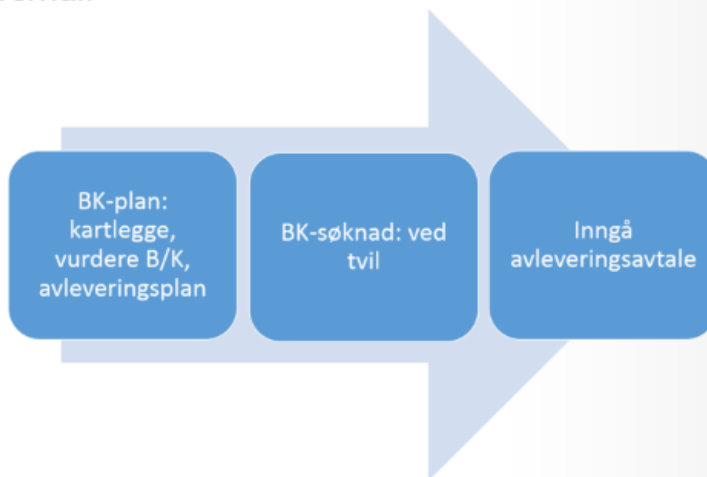 BK-plan:
kartlegge,
vurdere B/K,
avleveringsplan
BK-søknad: ved
tvil
Inngå
avleveringsavtale